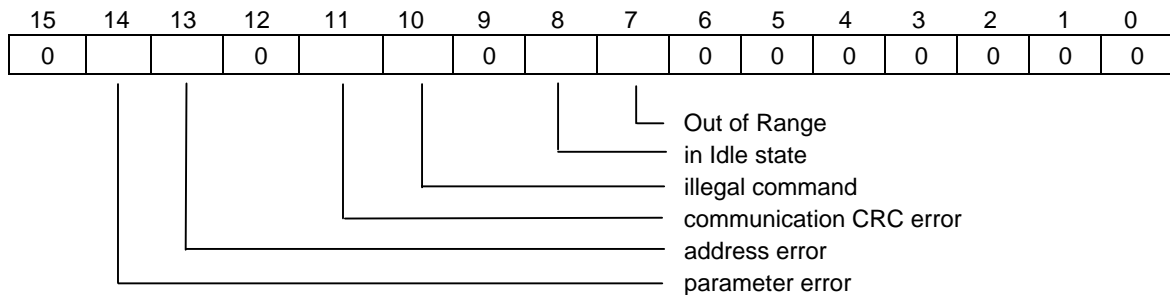 15 14 13 12 11 10 9 8 7 6 5 4 3 2 1 0
0 0 0 0 0 0 0 0 0 0
Out of Range
in Idle state
illegal command
communication CRC error
address error
parameter error